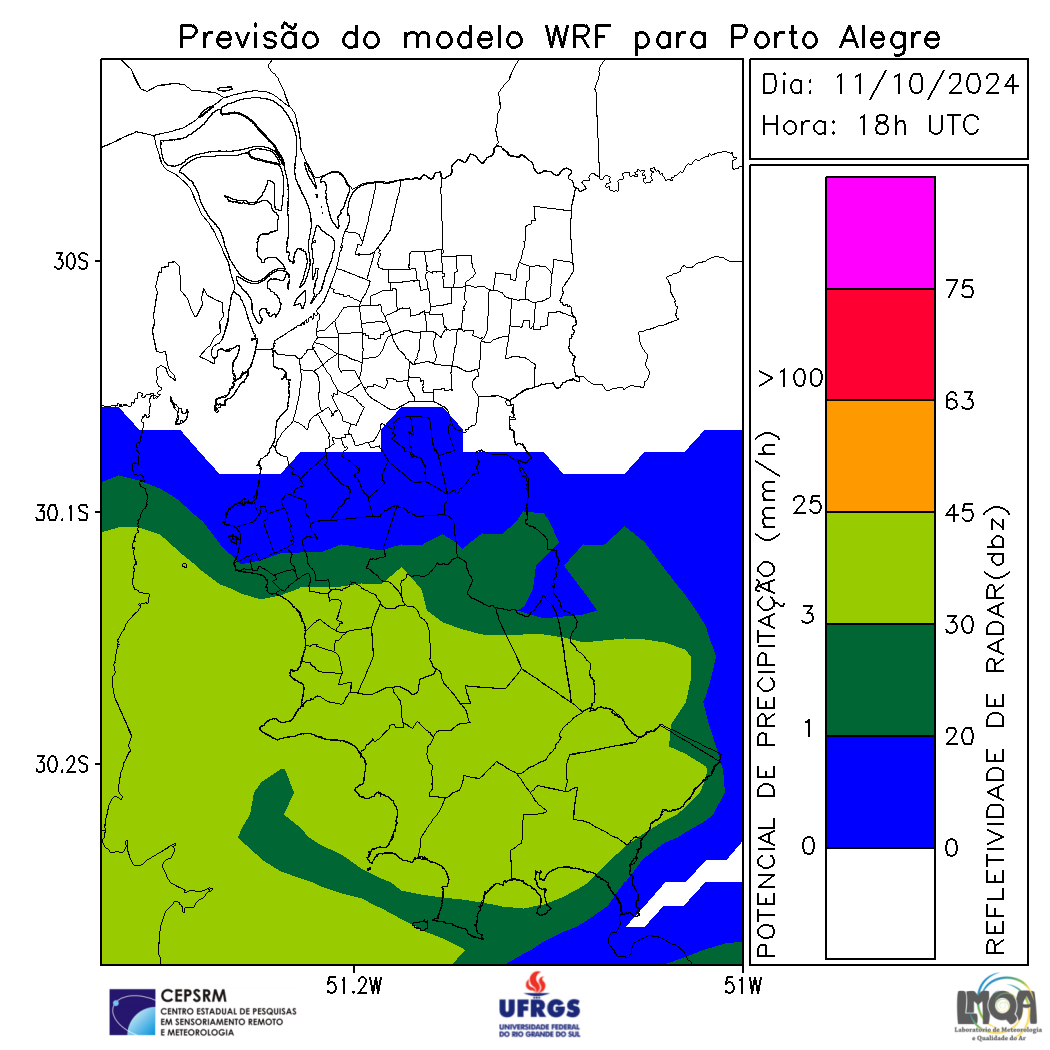 Previsão do modelo WRF para Porto Alegre
Dia: 11/10/2024
Hora: 18h UTC
30S
30.1S
30.2S
51.2W
51W
POTENCIAL DE PRECIPITAÇÃO (mm/h)
>100
25
3
1
0
75
63
45
30
20
0
REFLETIVIDADE DE RADAR(dbz)
CEPSRM
CENTRO ESTADUAL DE PESQUISAS
EM SENSORIAMENTO REMOTO
E METEOROLOGIA
UFRGS
UNIVERSIDADE FEDERAL
DO RIO GRANDE DO SUL
LMQA
Laboratório de Meteorologia
e Qualidade do Ar